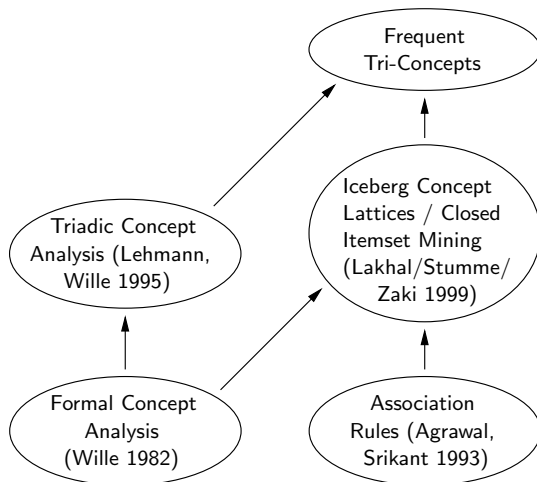 Frequent
Tri-Concepts
Iceberg Concept
Lattices / Closed
Itemset Mining
(Lakhal/Stumme/
Zaki 1999)
Triadic Concept
Analysis (Lehmann,
Wille 1995)
Formal Concept
Analysis
(Wille 1982)
Association
Rules (Agrawal,
Srikant 1993)